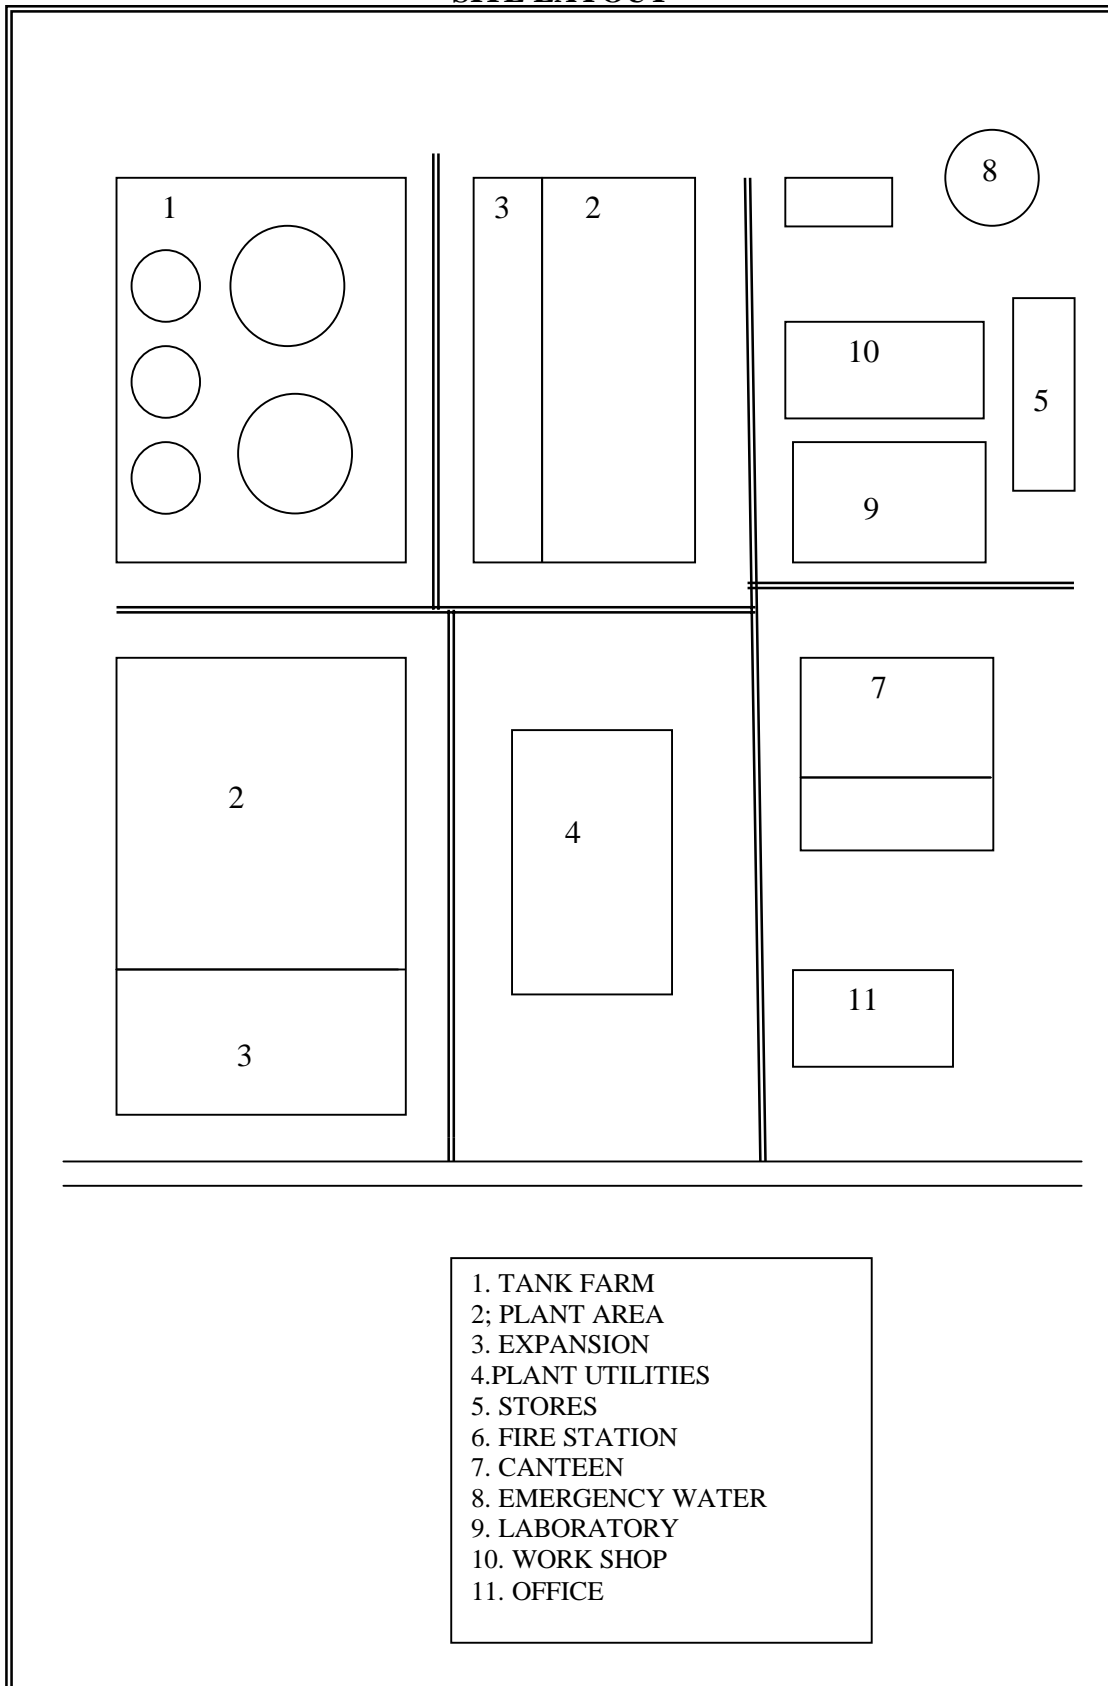 SITE LAYOUT
8
1
3 2
10
5
9
7
2
4
11
3
1. TANK FARM
2; PLANT AREA
3. EXPANSION
4.PLANT UTILITIES
5. STORES
6. FIRE STATION
7. CANTEEN
8. EMERGENCY WATER
9. LABORATORY
10. WORK SHOP
11. OFFICE